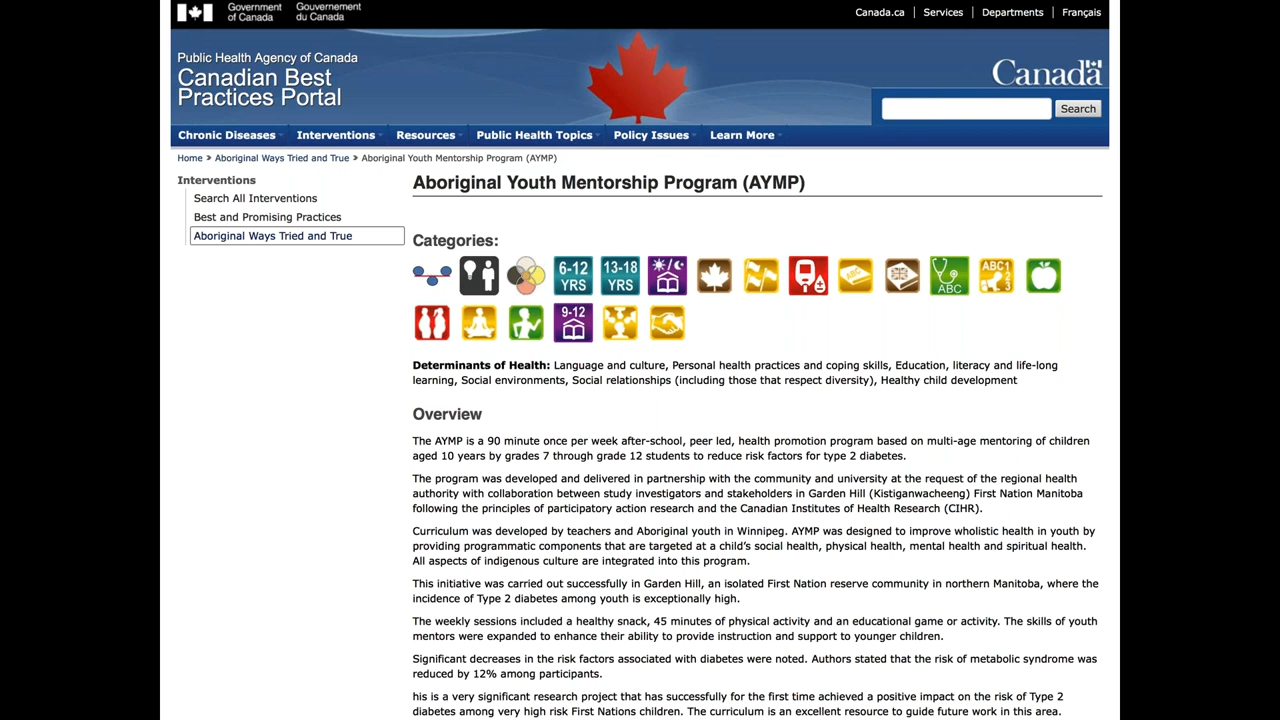 Government of Canada
Gouvernement du Canada
Canada.ca | Services | Departments | Français
Public Health Agency of Canada
Canadian Best
Practices Portal
Canada
Search
Chronic Diseases Interventions Resources Public Health Topics Policy Issues Learn More
Home > Aboriginal Ways Tried and True > Aboriginal Youth Mentorship Program (AYMP)
Interventions
Search All Interventions
Best and Promising Practices
Aboriginal Ways Tried and True
Aboriginal Youth Mentorship Program (AYMP)
Categories:
6-12 YRS
13-18 YRS
ABC
ABC
ABC1 2 3
9-12
Determinants of Health: Language and culture, Personal health practices and coping skills, Education, literacy and life-long
learning, Social environments, Social relationships (including those that respect diversity), Healthy child development
Overview
The AYMP is a 90 minute once per week after-school, peer led, health promotion program based on multi-age mentoring of children
aged 10 years by grades 7 through grade 12 students to reduce risk factors for type 2 diabetes.
The program was developed and delivered in partnership with the community and university at the request of the regional health
authority with collaboration between study investigators and stakeholders in Garden Hill (Kistiganwacheeng) First Nation Manitoba
following the principles of participatory action research and the Canadian Institutes of Health Research (CIHR).
Curriculum was developed by teachers and Aboriginal youth in Winnipeg. AYMP was designed to improve wholistic health in youth by
providing programmatic components that are targeted at a child's social health, physical health, mental health and spiritual health.
All aspects of indigenous culture are integrated into this program.
This initiative was carried out successfully in Garden Hill, an isolated First Nation reserve community in northern Manitoba, where the
incidence of Type 2 diabetes among youth is exceptionally high.
The weekly sessions included a healthy snack, 45 minutes of physical activity and an educational game or activity. The skills of youth
mentors were expanded to enhance their ability to provide instruction and support to younger children.
Significant decreases in the risk factors associated with diabetes were noted. Authors stated that the risk of metabolic syndrome was
reduced by 12% among participants.
his is a very significant research project that has successfully for the first time achieved a positive impact on the risk of Type 2
diabetes among very high risk First Nations children. The curriculum is an excellent resource to guide future work in this area.